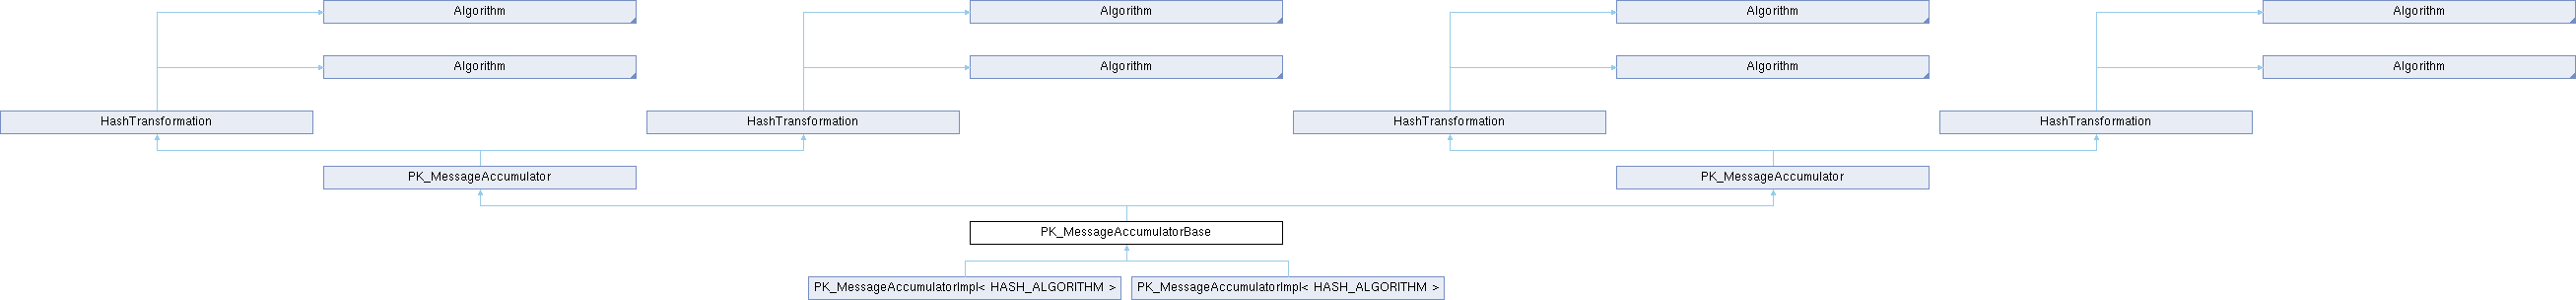 Algorithm
Algorithm
Algorithm
Algorithm
Algorithm
Algorithm
Algorithm
Algorithm
HashTransformation
HashTransformation
HashTransformation
HashTransformation
PK_MessageAccumulator
PK_MessageAccumulator
PK_MessageAccumulatorBase
PK_MessageAccumulatorImpl< HASH_ALGORITHM >
PK_MessageAccumulatorImpl< HASH_ALGORITHM >